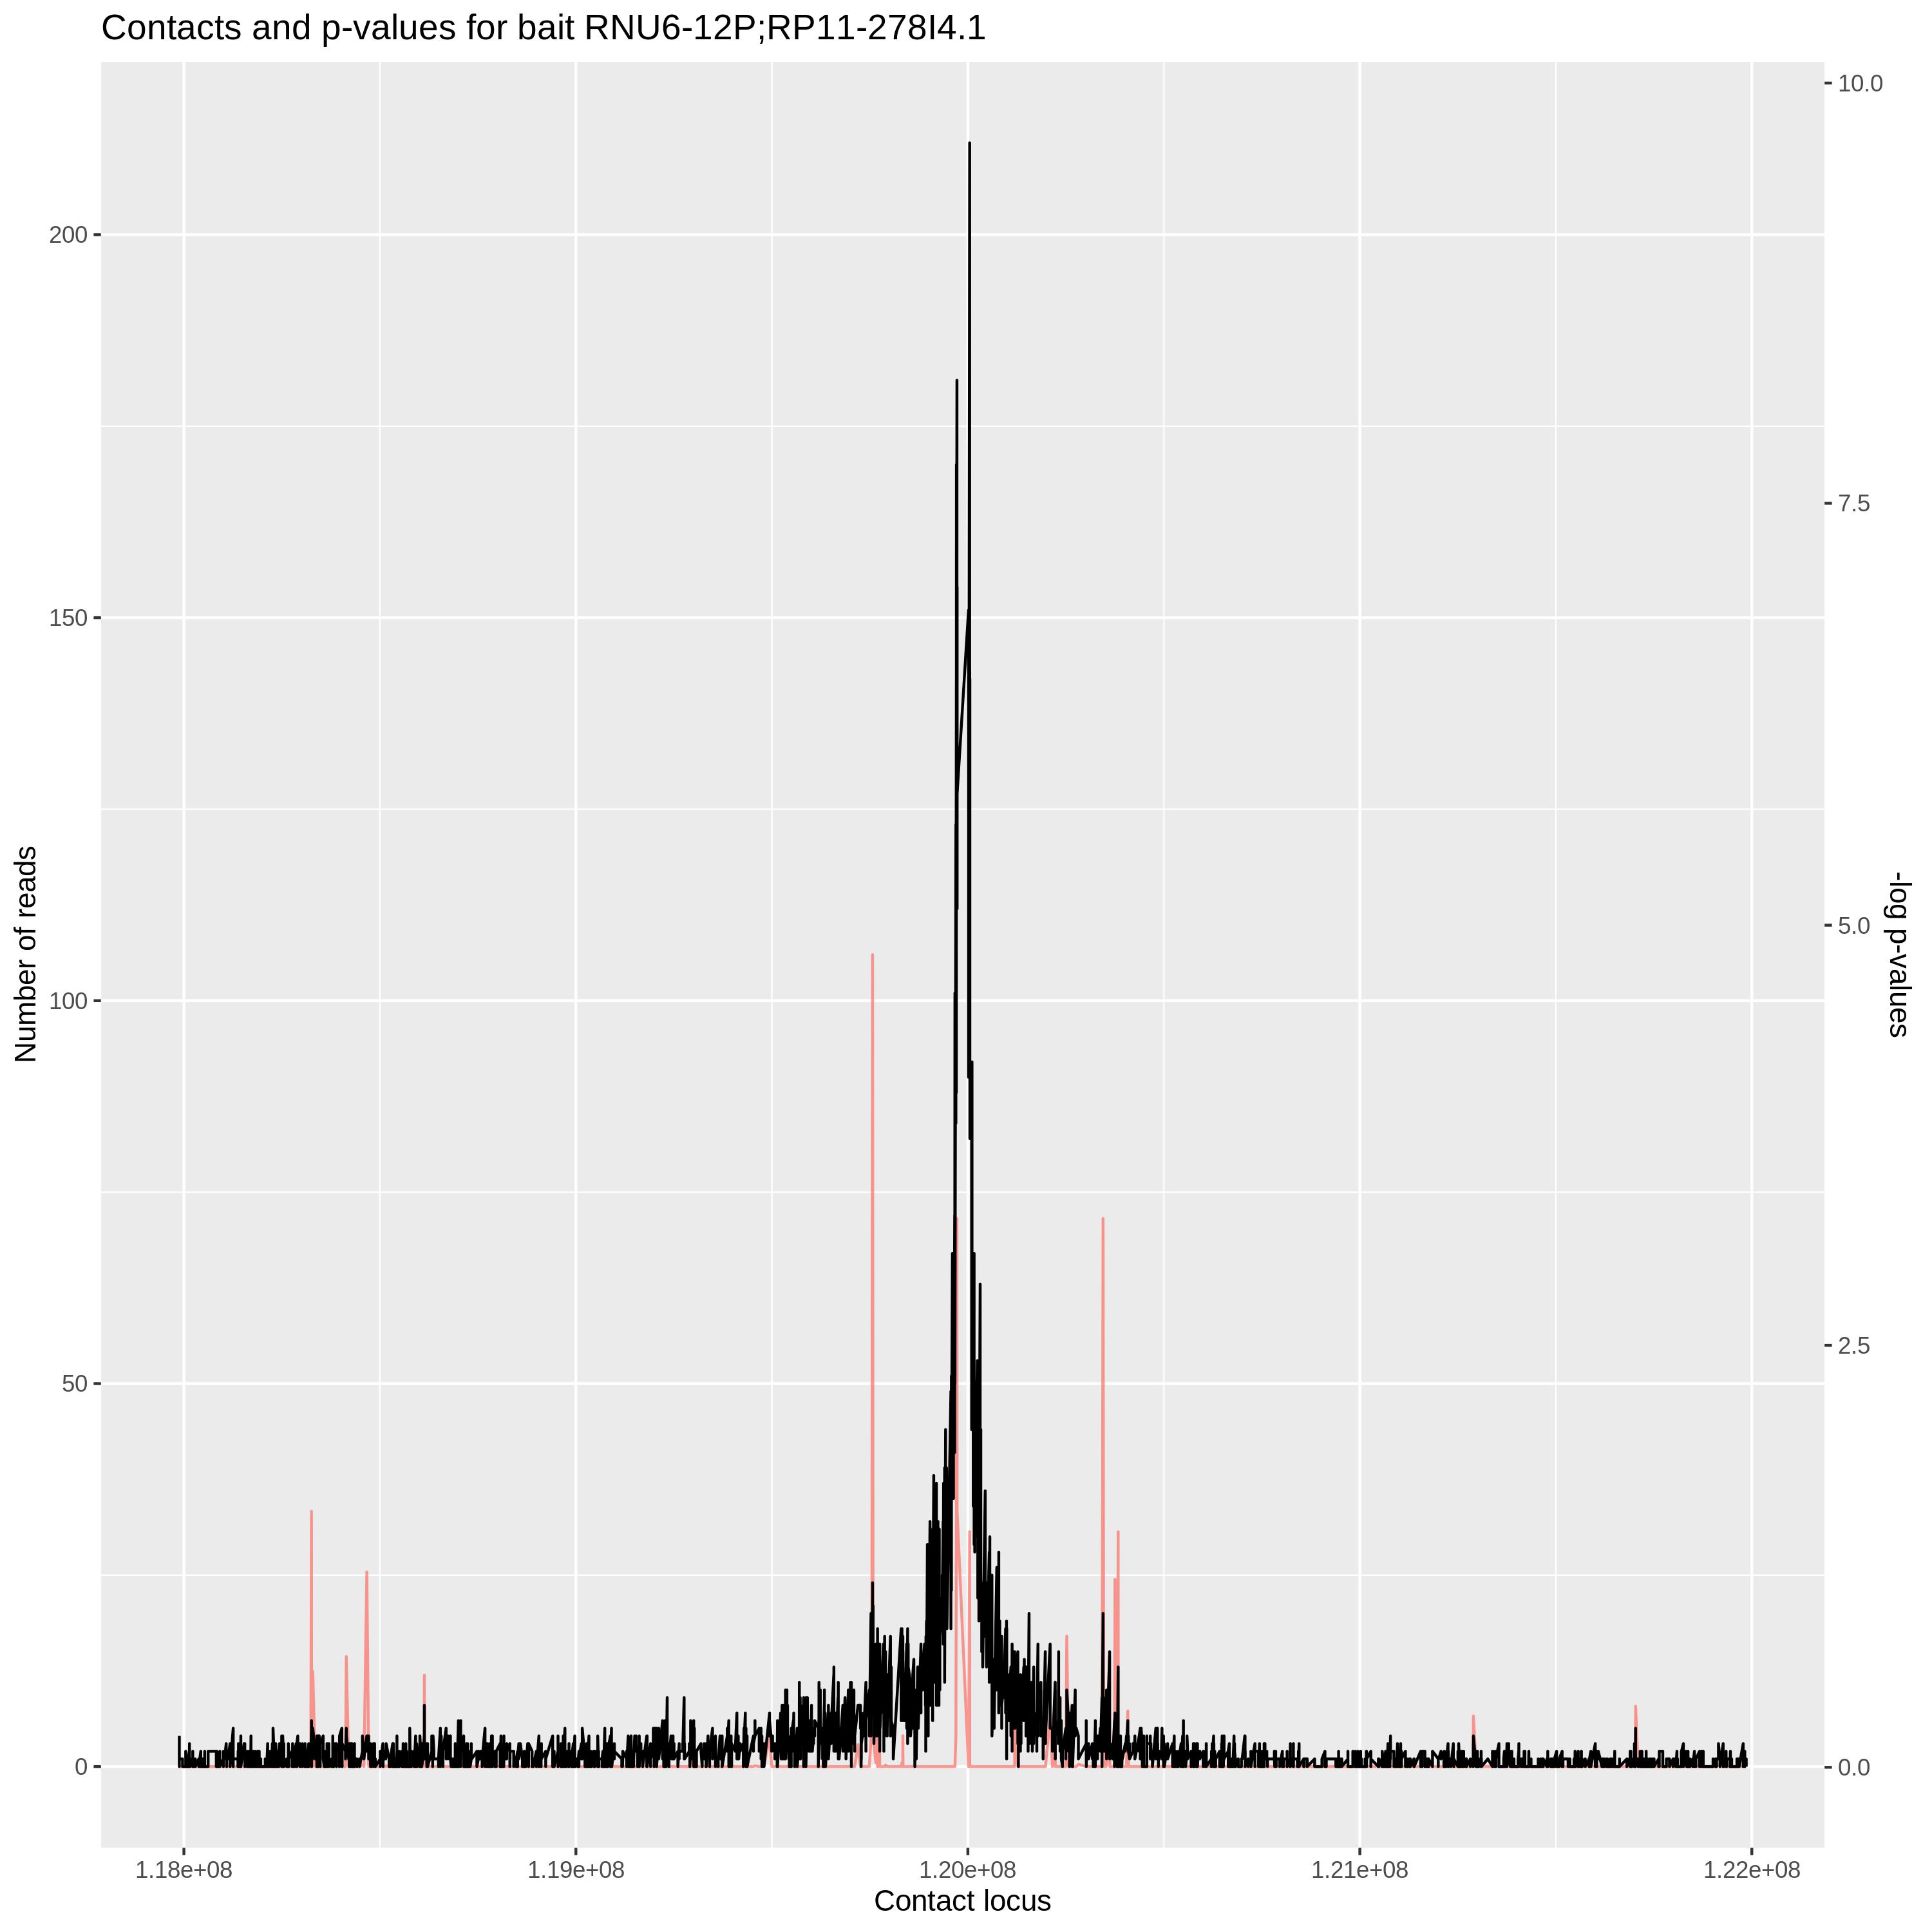 Contacts and p-values for bait RNU6-12P;RP11-278I4.1
10.0
200
7.5
150
5.0
100
2.5
50
0
0.0
Number of reads
-log p-values
1.18e+08 1.19e+08 1.20e+08 1.21e+08 1.22e+08
Contact locus